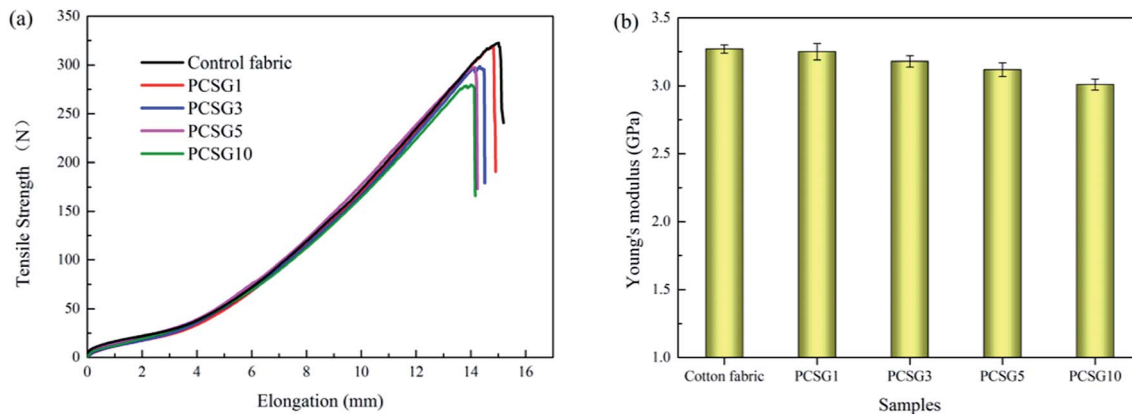 (a)
350
300
250
200
150
100
50
0
Tensile Strength（N）
Control fabric
PCSG1
PCSG3
PCSG5
PCSG10
0 2 4 6 8 10 12 14 16
Elongation (mm)
(b)
3.5
3.0
2.5
2.0
1.5
1.0
Young's modulus (GPa)
Cotton fabric PCSG1 PCSG3 PCSG5 PCSG10
Samples